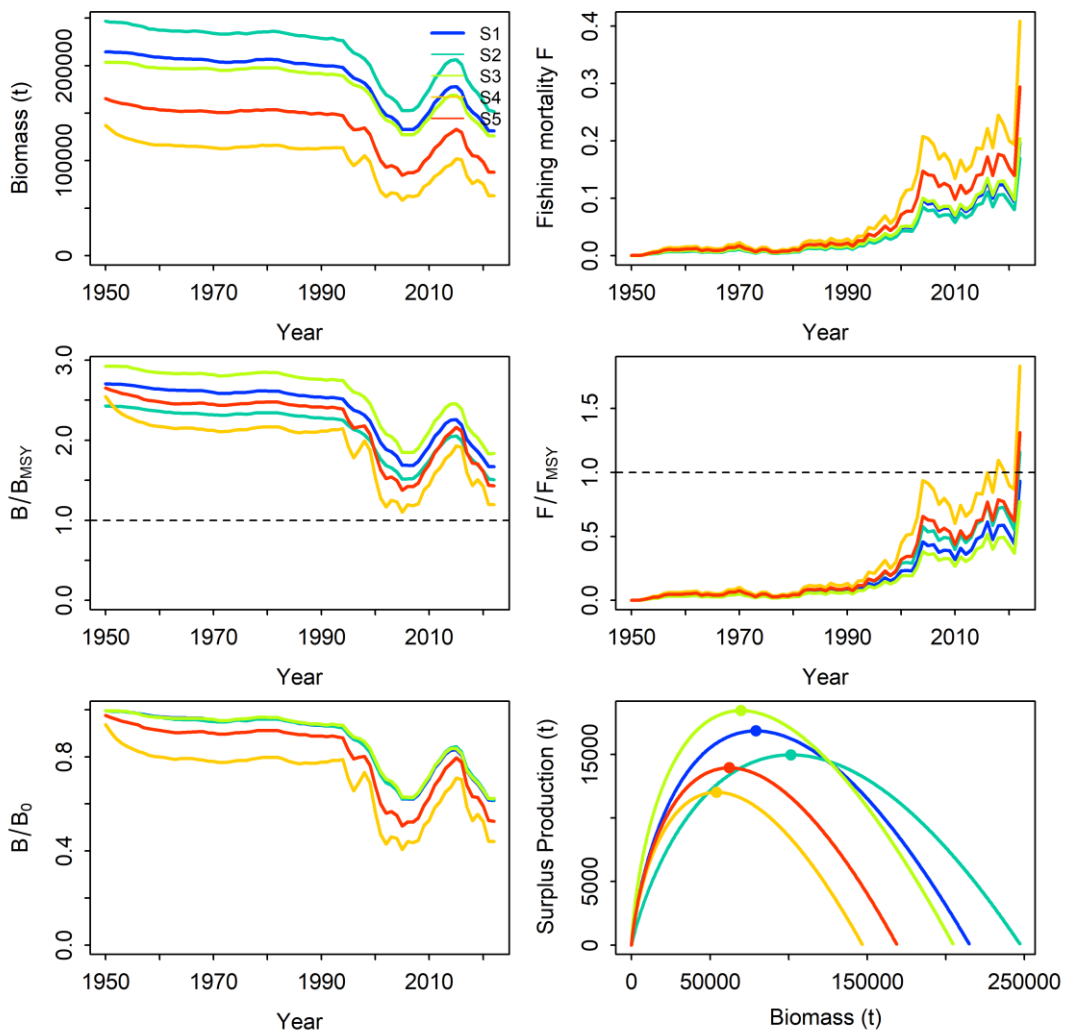 Biomass (t)
0
100000
200000
1950
1970
1990
2010
Year
S1
S2
S3
S4
S5
Fishing mortality F
0.0
0.1
0.2
0.3
0.4
1950
1970
1990
2010
Year
B/BMSY
0.0
1.0
2.0
3.0
1950
1970
1990
2010
Year
F/FMSY
0.0
0.5
1.0
1.5
1950
1970
1990
2010
Year
B/B0
0.0
0.4
0.8
1950
1970
1990
2010
Year
Surplus Production (t)
0
5000
15000
0
50000
150000
250000
Biomass (t)